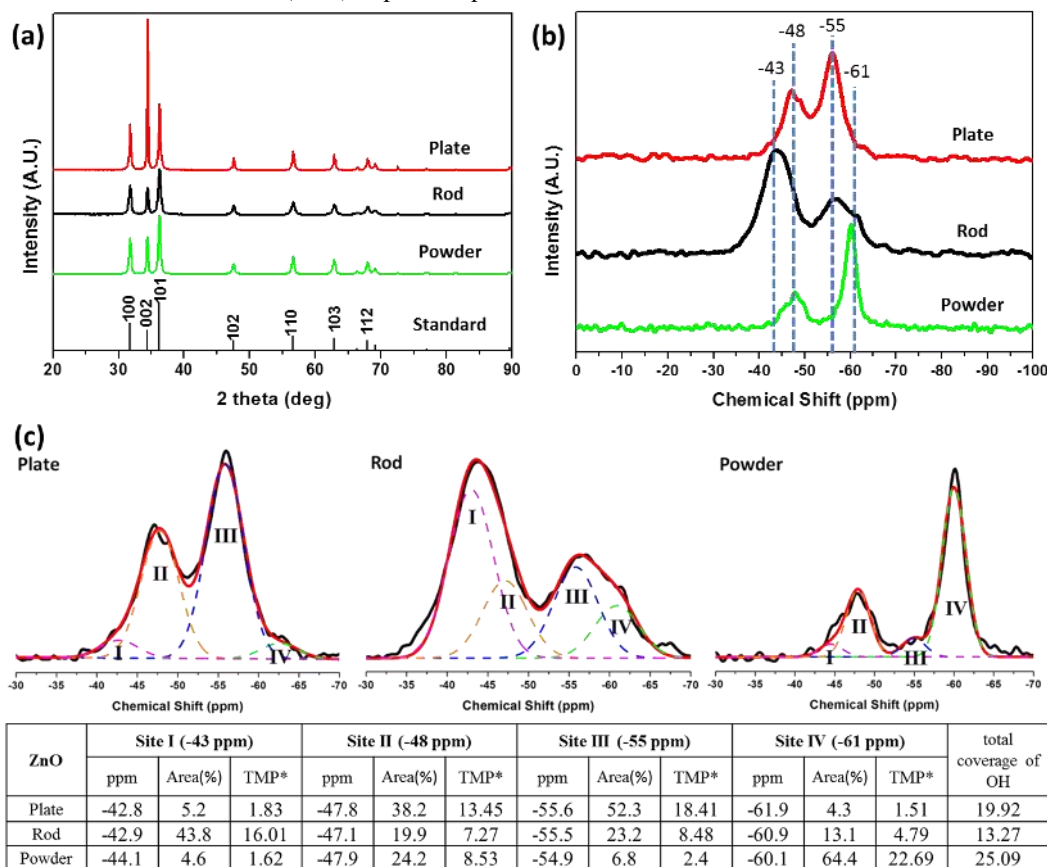 (a)
Intensity (A.U.)
Plate
Rod
Powder
Standard
100
002
101
102
110
103
112
20 30 40 50 60 70 80 90
2 theta (deg)
(b)
Intensity (A.U.)
-43
-48
-55
-61
Plate
Rod
Powder
0 -10 -20 -30 -40 -50 -60 -70 -80 -90 -100
Chemical Shift (ppm)
(c)
Plate
I
II
III
IV
-30 -35 -40 -45 -50 -55 -60 -65 -70
Chemical Shift (ppm)
Rod
I
II
III
IV
-30 -35 -40 -45 -50 -55 -60 -65 -70
Chemical Shift (ppm)
Powder
I
II
III
IV
-30 -35 -40 -45 -50 -55 -60 -65 -70
Chemical Shift (ppm)
ZnO Site I (-43 ppm) Site II (-48 ppm) Site III (-55 ppm) Site IV (-61 ppm) total coverage of OH
ppm Area(%) TMP* ppm Area(%) TMP* ppm Area(%) TMP* ppm Area(%) TMP*
Plate -42.8 5.2 1.83 -47.8 38.2 13.45 -55.6 52.3 18.41 -61.9 4.3 1.51 19.92
Rod -42.9 43.8 16.01 -47.1 19.9 7.27 -55.5 23.2 8.48 -60.9 13.1 4.79 13.27
Powder -44.1 4.6 1.62 -47.9 24.2 8.53 -54.9 6.8 2.4 -60.1 64.4 22.69 25.09